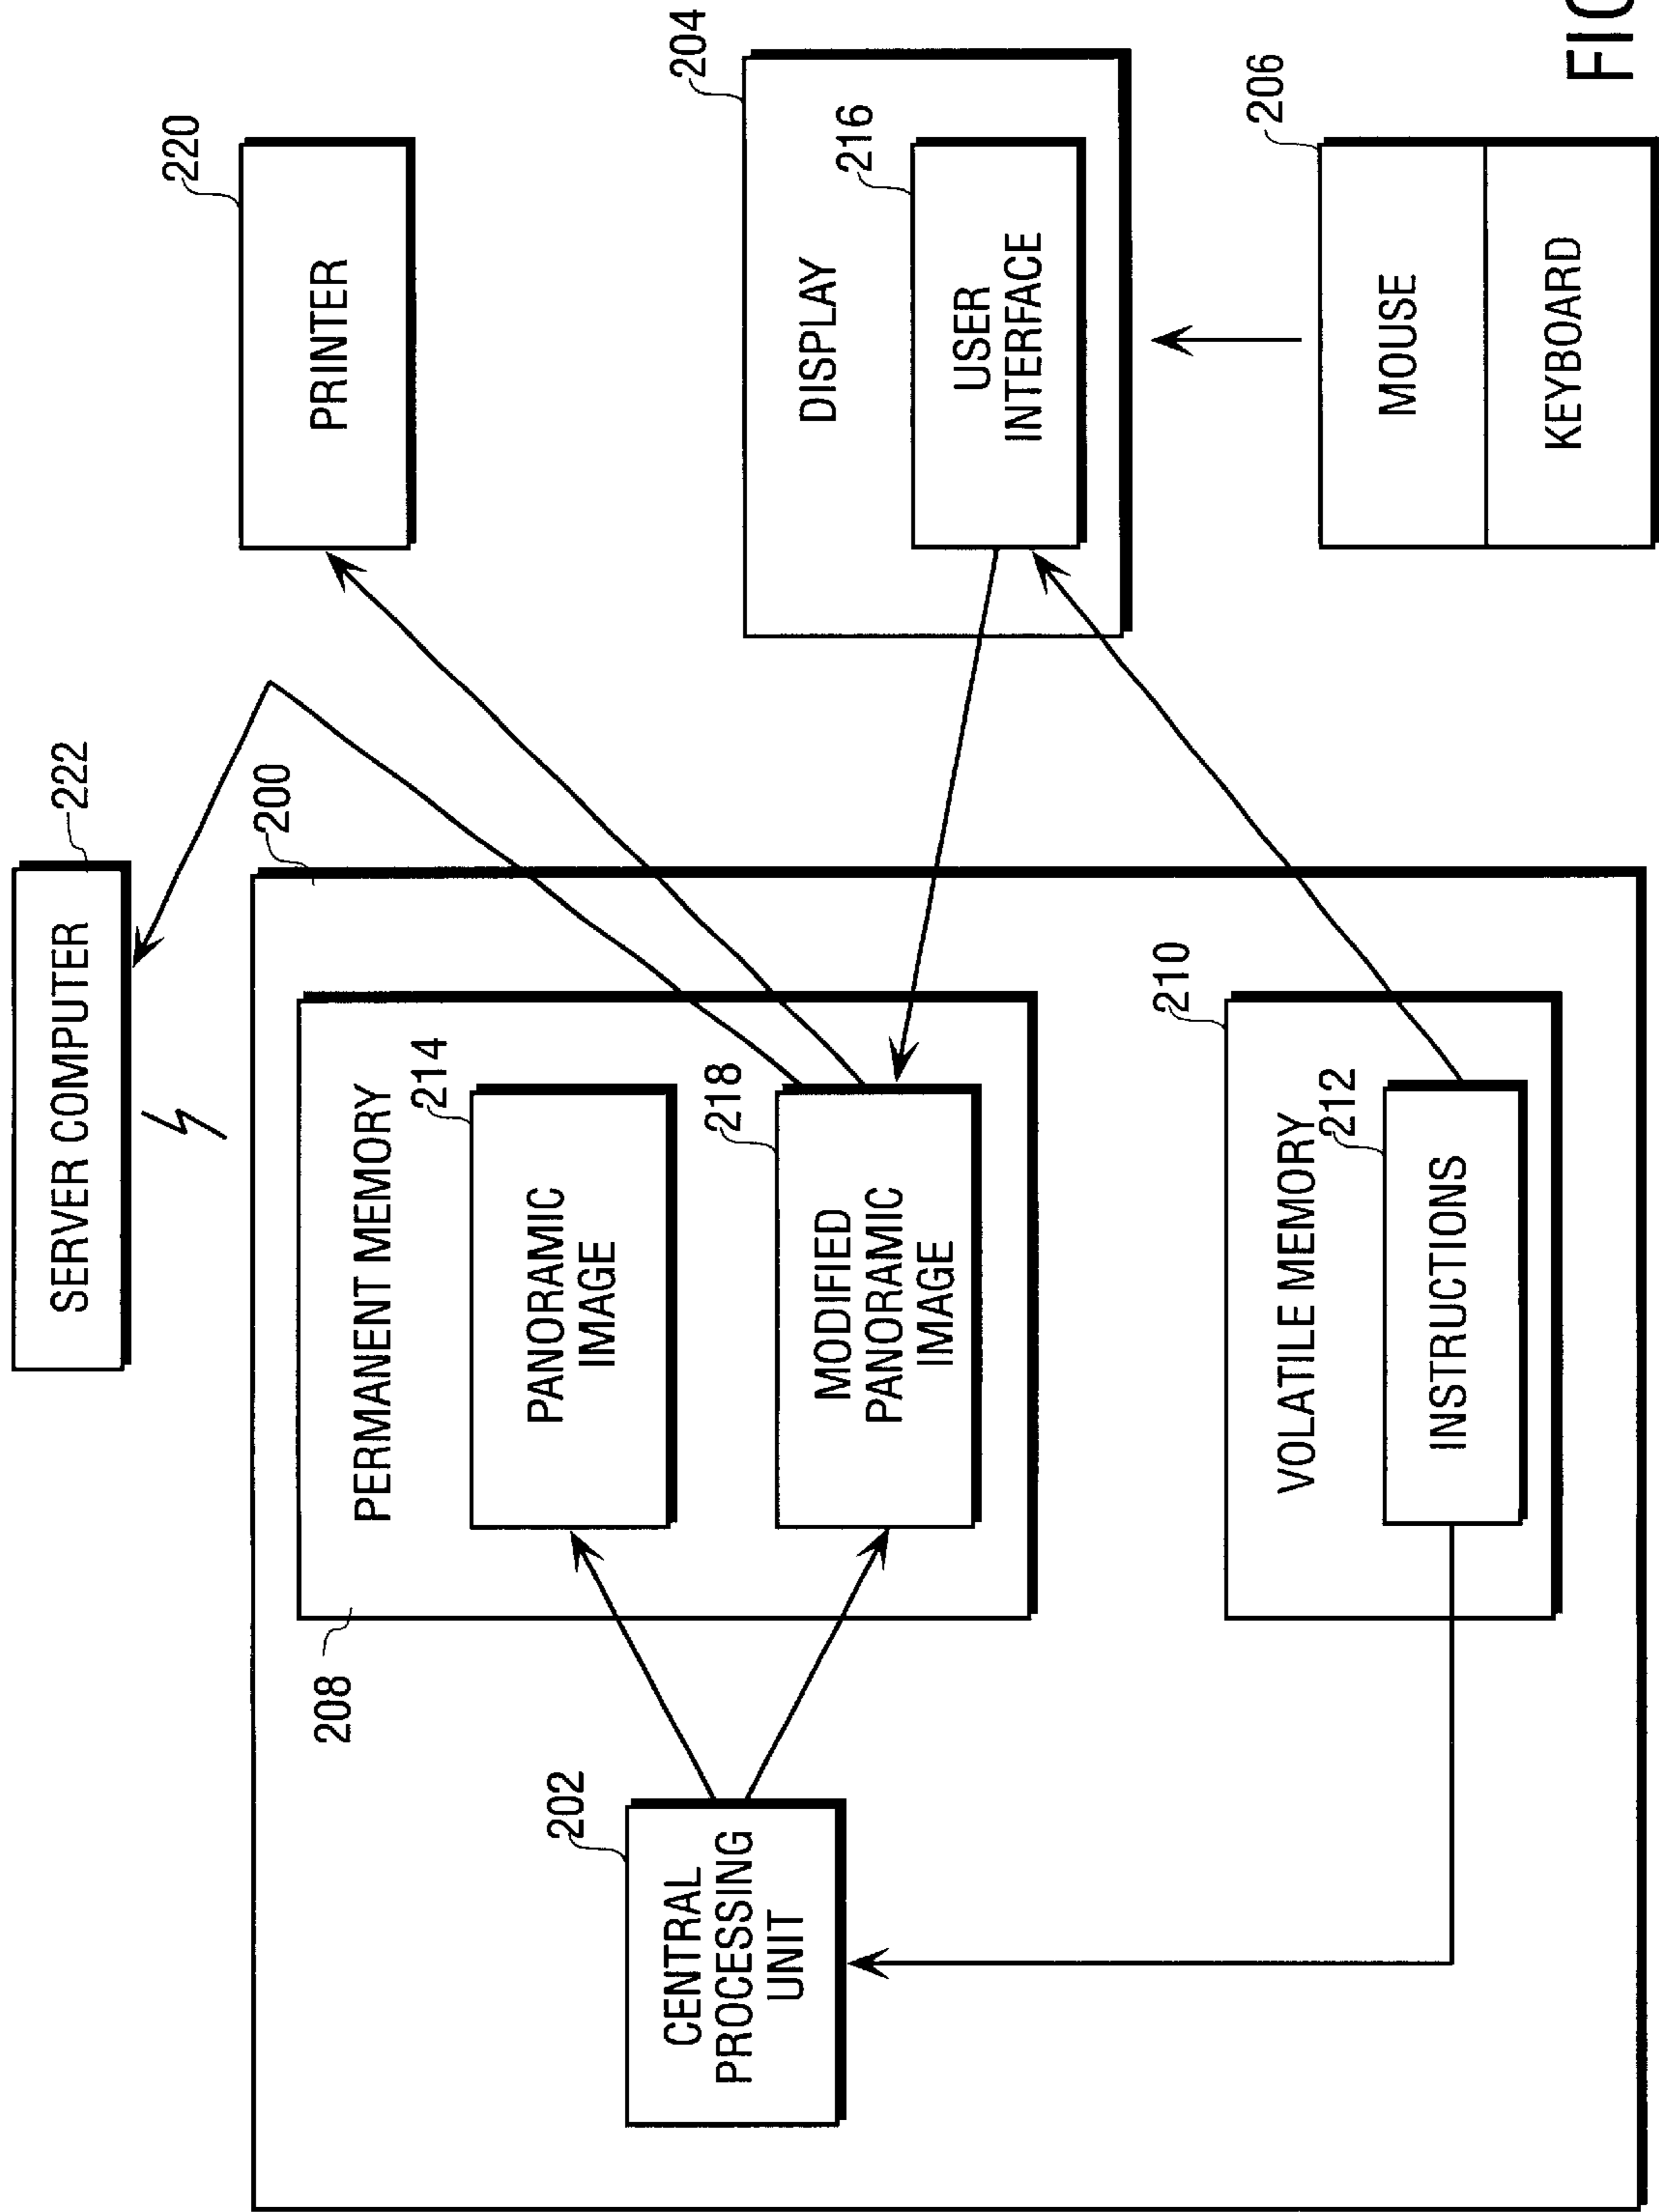 SERVER COMPUTER
222
200
220
PRINTER
208
PERMANENT MEMORY
214
PANORAMIC
IMAGE
218
MODIFIED
PANORAMIC
IMAGE
202
CENTRAL
PROCESSING
UNIT
204
DISPLAY
216
USER
INTERFACE
210
VOLATILE MEMORY
212
INSTRUCTIONS
206
MOUSE
KEYBOARD